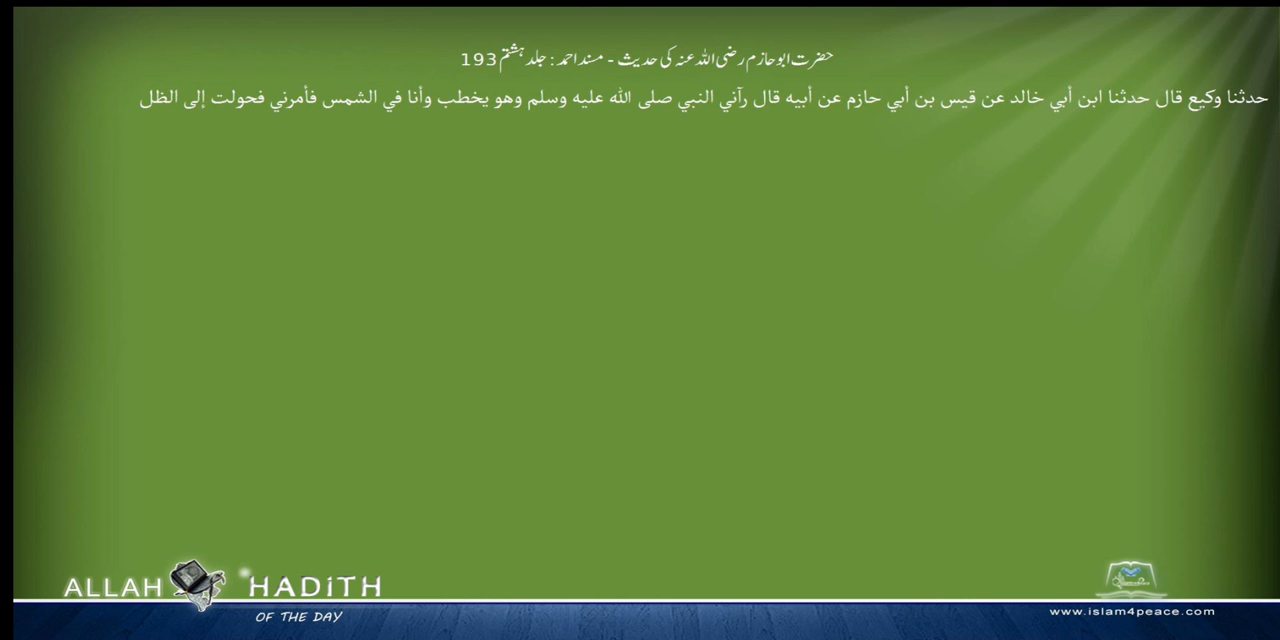 حضرت ابوحازم رضی اللہ عنہ کی حدیث - مسند احمد : جلد ہشتم 193
حدثنا وكيع قال حدثنا ابن أبي خالد عن قيس بن أبي حازم عن أبيه قال رآني النبي صلى الله عليه وسلم وهو يخطب وأنا في الشمس فأمرني فحولت إلى الظل
ALLAH HADITH
OF THE DAY
www.islam4peace.com